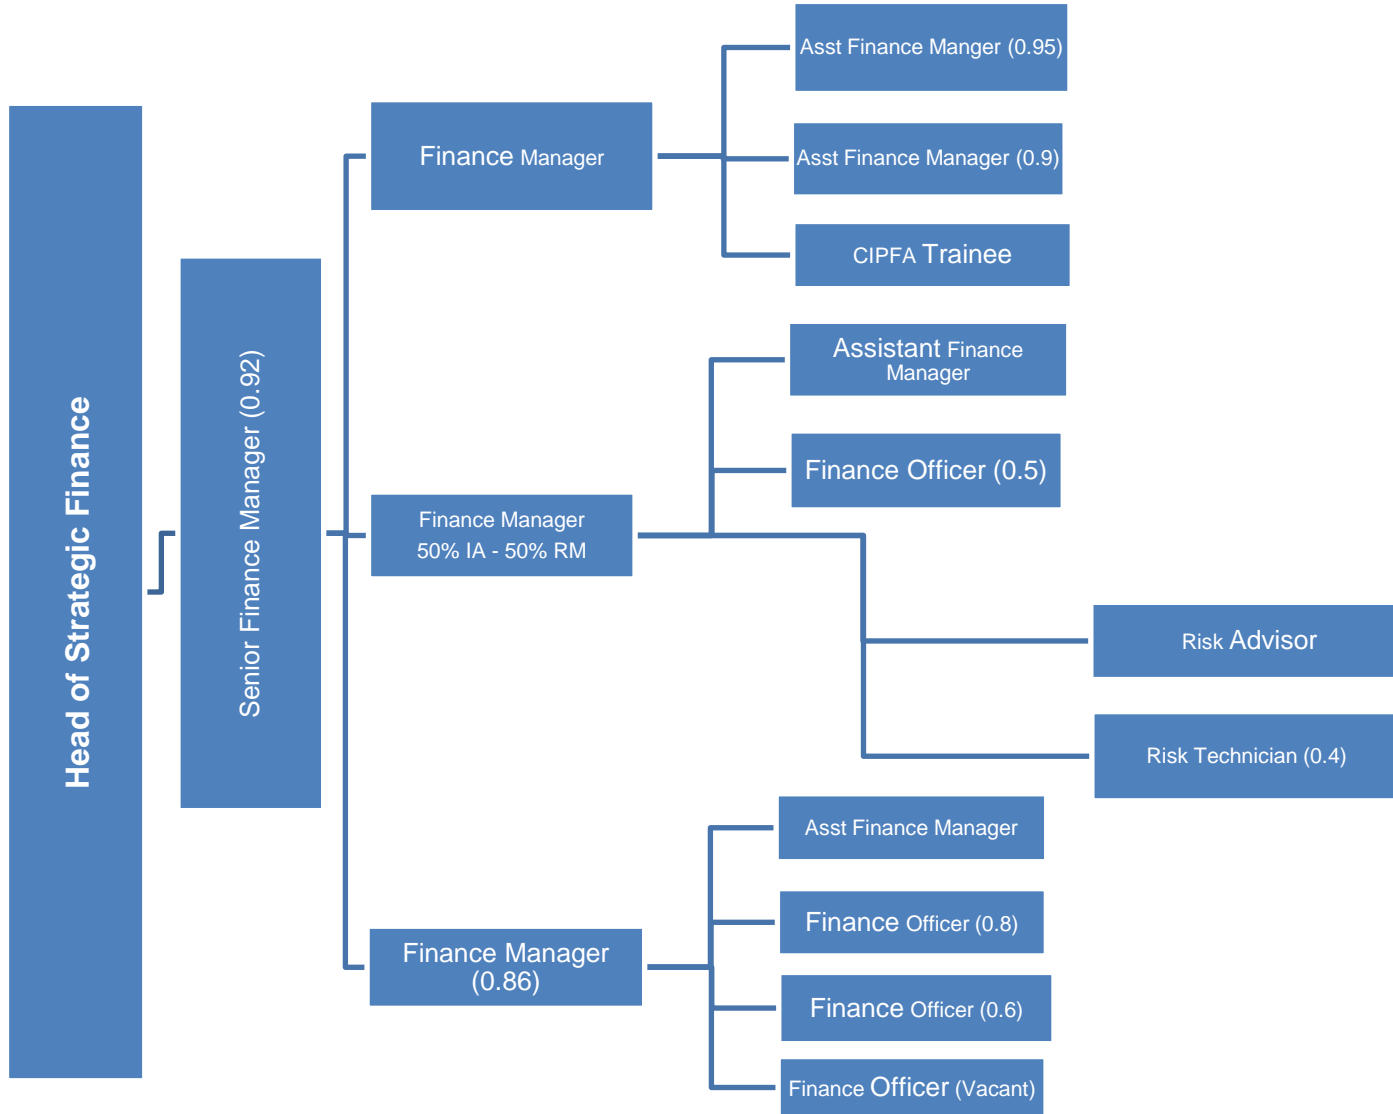 Head of Strategic Finance
Senior Finance Manager (0.92)
Finance Manager
Asst Finance Manger (0.95)
Asst Finance Manager (0.9)
CIPFA Trainee
Finance Manager
50% IA - 50% RM
Assistant Finance
Manager
Finance Officer (0.5)
Risk Advisor
Risk Technician (0.4)
Finance Manager
(0.86)
Asst Finance Manager
Finance Officer (0.8)
Finance Officer (0.6)
Finance Officer (Vacant)